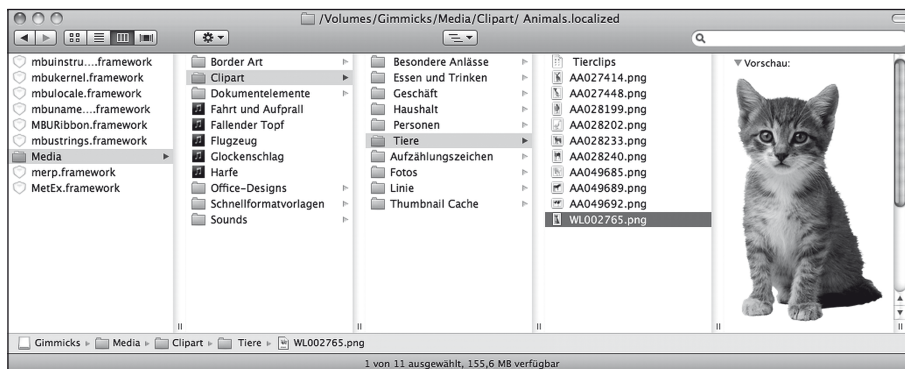 /Volumes/Gimmicks/Media/Clipart/ Animals.localized
mbuinstru....framework
mbukernel.framework
mbulocale.framework
mbuname....framework
MBURibbon.framework
mbustrings.framework
Media
merp.framework
MetEx.framework
Border Art
Clipart
Dokumentelemente
Fahrt und Aufprall
Fallender Topf
Flugzeug
Glockenschlag
Harfe
Office-Designs
Schnellformatvorlagen
Sounds
Besondere Anlässe
Essen und Trinken
Geschäft
Haushalt
Personen
Tiere
Aufzählungszeichen
Fotos
Linie
Thumbnail Cache
Tierclips
AA027414.png
AA027448.png
AA028199.png
AA028202.png
AA028233.png
AA028240.png
AA049685.png
AA049689.png
AA049692.png
WL002765.png
Vorschau:
Gimmicks Media Clipart Tiere WL002765.png
1 von 11 ausgewählt, 155,6 MB verfügbar